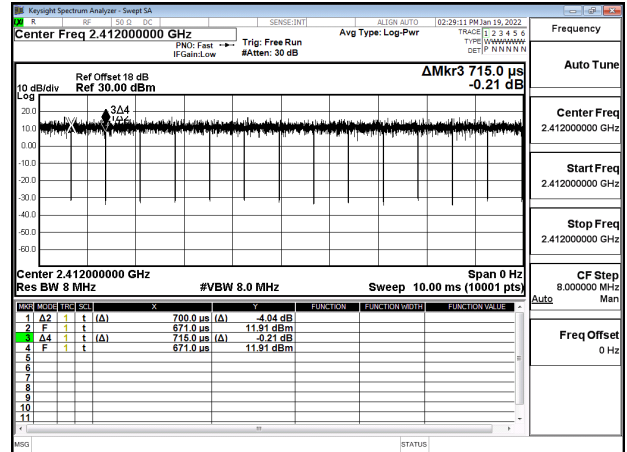 Keysight Spectrum Analyzer - Swept SA
R RF 50 Ω DC SENSE:INT ALIGN AUTO 02:29:11 PM Jan 19, 2022
Center Freq 2.412000000 GHz
PNO: Fast
IFGain:Low
Trig: Free Run
#Atten: 30 dB
Avg Type: Log-Pwr
TRACE 1 2 3 4 5 6
TYPE WWWWWW
DET P N N N N N
Ref Offset 18 dB
10 dB/div Ref 30.00 dBm
ΔMkr3 715.0 µs
-0.21 dB
Log
20.0
10.0
0.00
-10.0
-20.0
-30.0
-40.0
-50.0
-60.0
3Δ4
Center 2.412000000 GHz Span 0 Hz
Res BW 8 MHz #VBW 8.0 MHz Sweep 10.00 ms (10001 pts)
MKR MODE TRC SCL X Y FUNCTION FUNCTION WIDTH FUNCTION VALUE
1 Δ2 1 t (Δ) 700.0 µs (Δ) -4.04 dB
2 F 1 t 671.0 µs 11.91 dBm
3 Δ4 1 t (Δ) 715.0 µs (Δ) -0.21 dB
4 F 1 t 671.0 µs 11.91 dBm
5
6
7
8
9
10
11
MSG STATUS
Frequency
Auto Tune
Center Freq
2.412000000 GHz
Start Freq
2.412000000 GHz
Stop Freq
2.412000000 GHz
CF Step
8.000000 MHz
Auto Man
Freq Offset
0 Hz